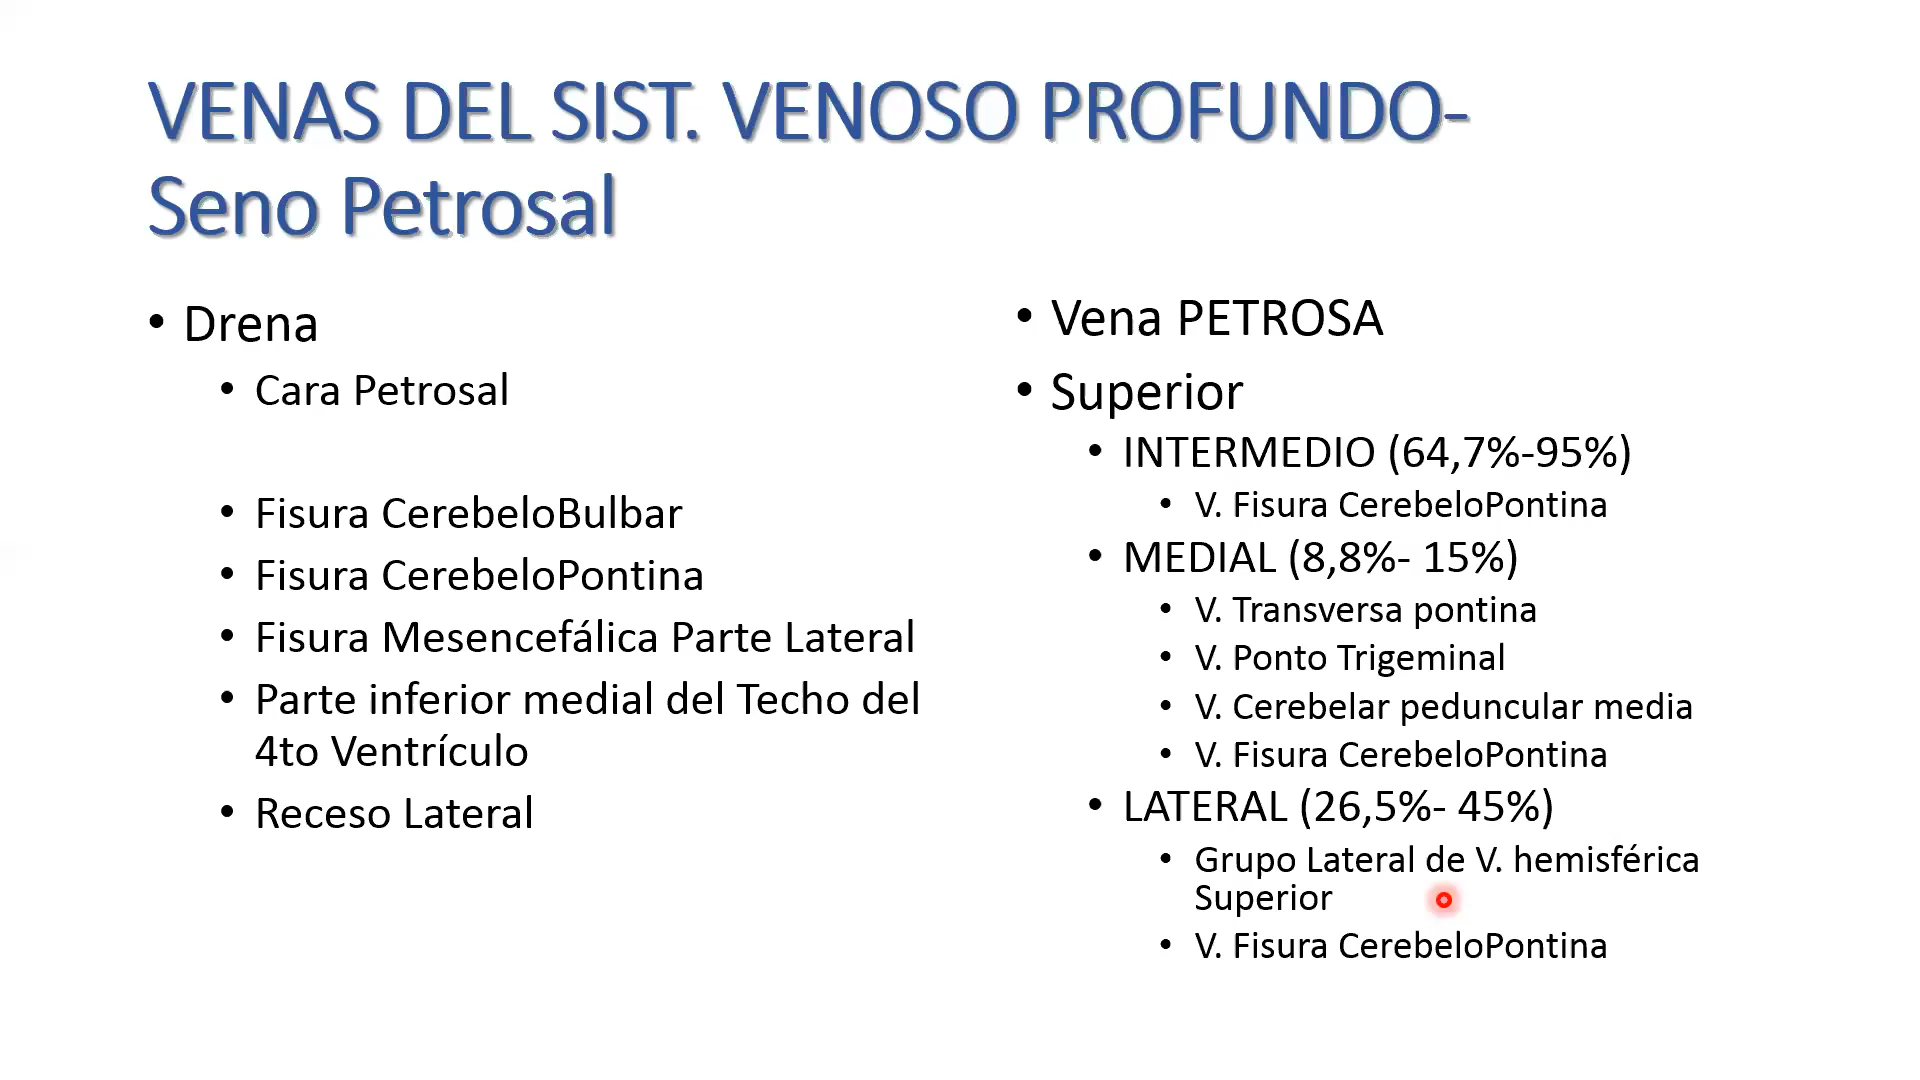 VENAS DEL SIST. VENOSO PROFUNDO-
Seno Petrosal
• Drena
• Cara Petrosal
• Fisura CerebeloBulbar
• Fisura CerebeloPontina
• Fisura Mesencefálica Parte Lateral
• Parte inferior medial del Techo del
4to Ventrículo
• Receso Lateral
• Vena PETROSA
• Superior
• INTERMEDIO (64,7%-95%)
• V. Fisura CerebeloPontina
• MEDIAL (8,8%- 15%)
• V. Transversa pontina
• V. Ponto Trigeminal
• V. Cerebelar peduncular media
• V. Fisura CerebeloPontina
• LATERAL (26,5%- 45%)
• Grupo Lateral de V. hemisférica
Superior
• V. Fisura CerebeloPontina